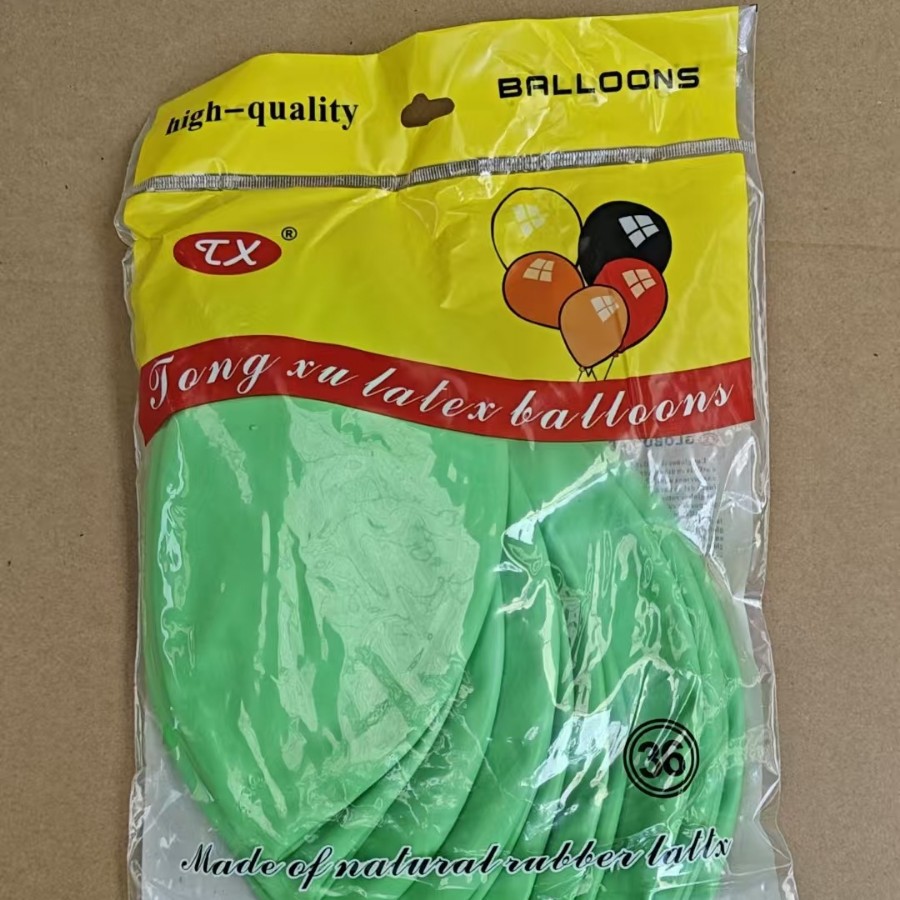 high-quality
BALLOONS
TX ®
Tong xu latex balloons
36
Made of natural rubber lattx